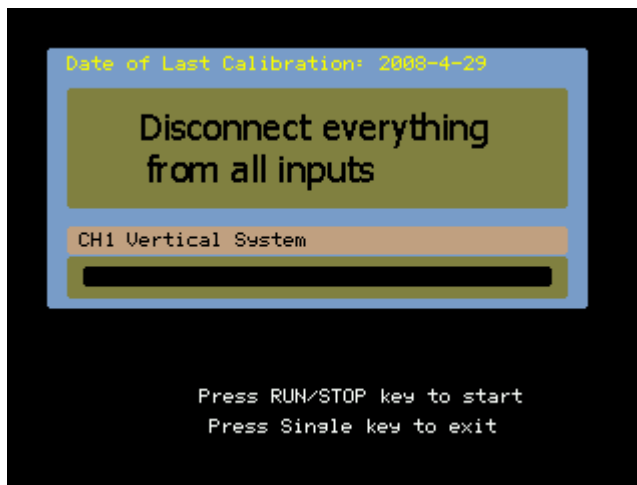 Date of Last Calibration: 2008-4-29
Disconnect everything
from all inputs
CH1 Vertical System
Press RUN/STOP key to start
Press Single key to exit